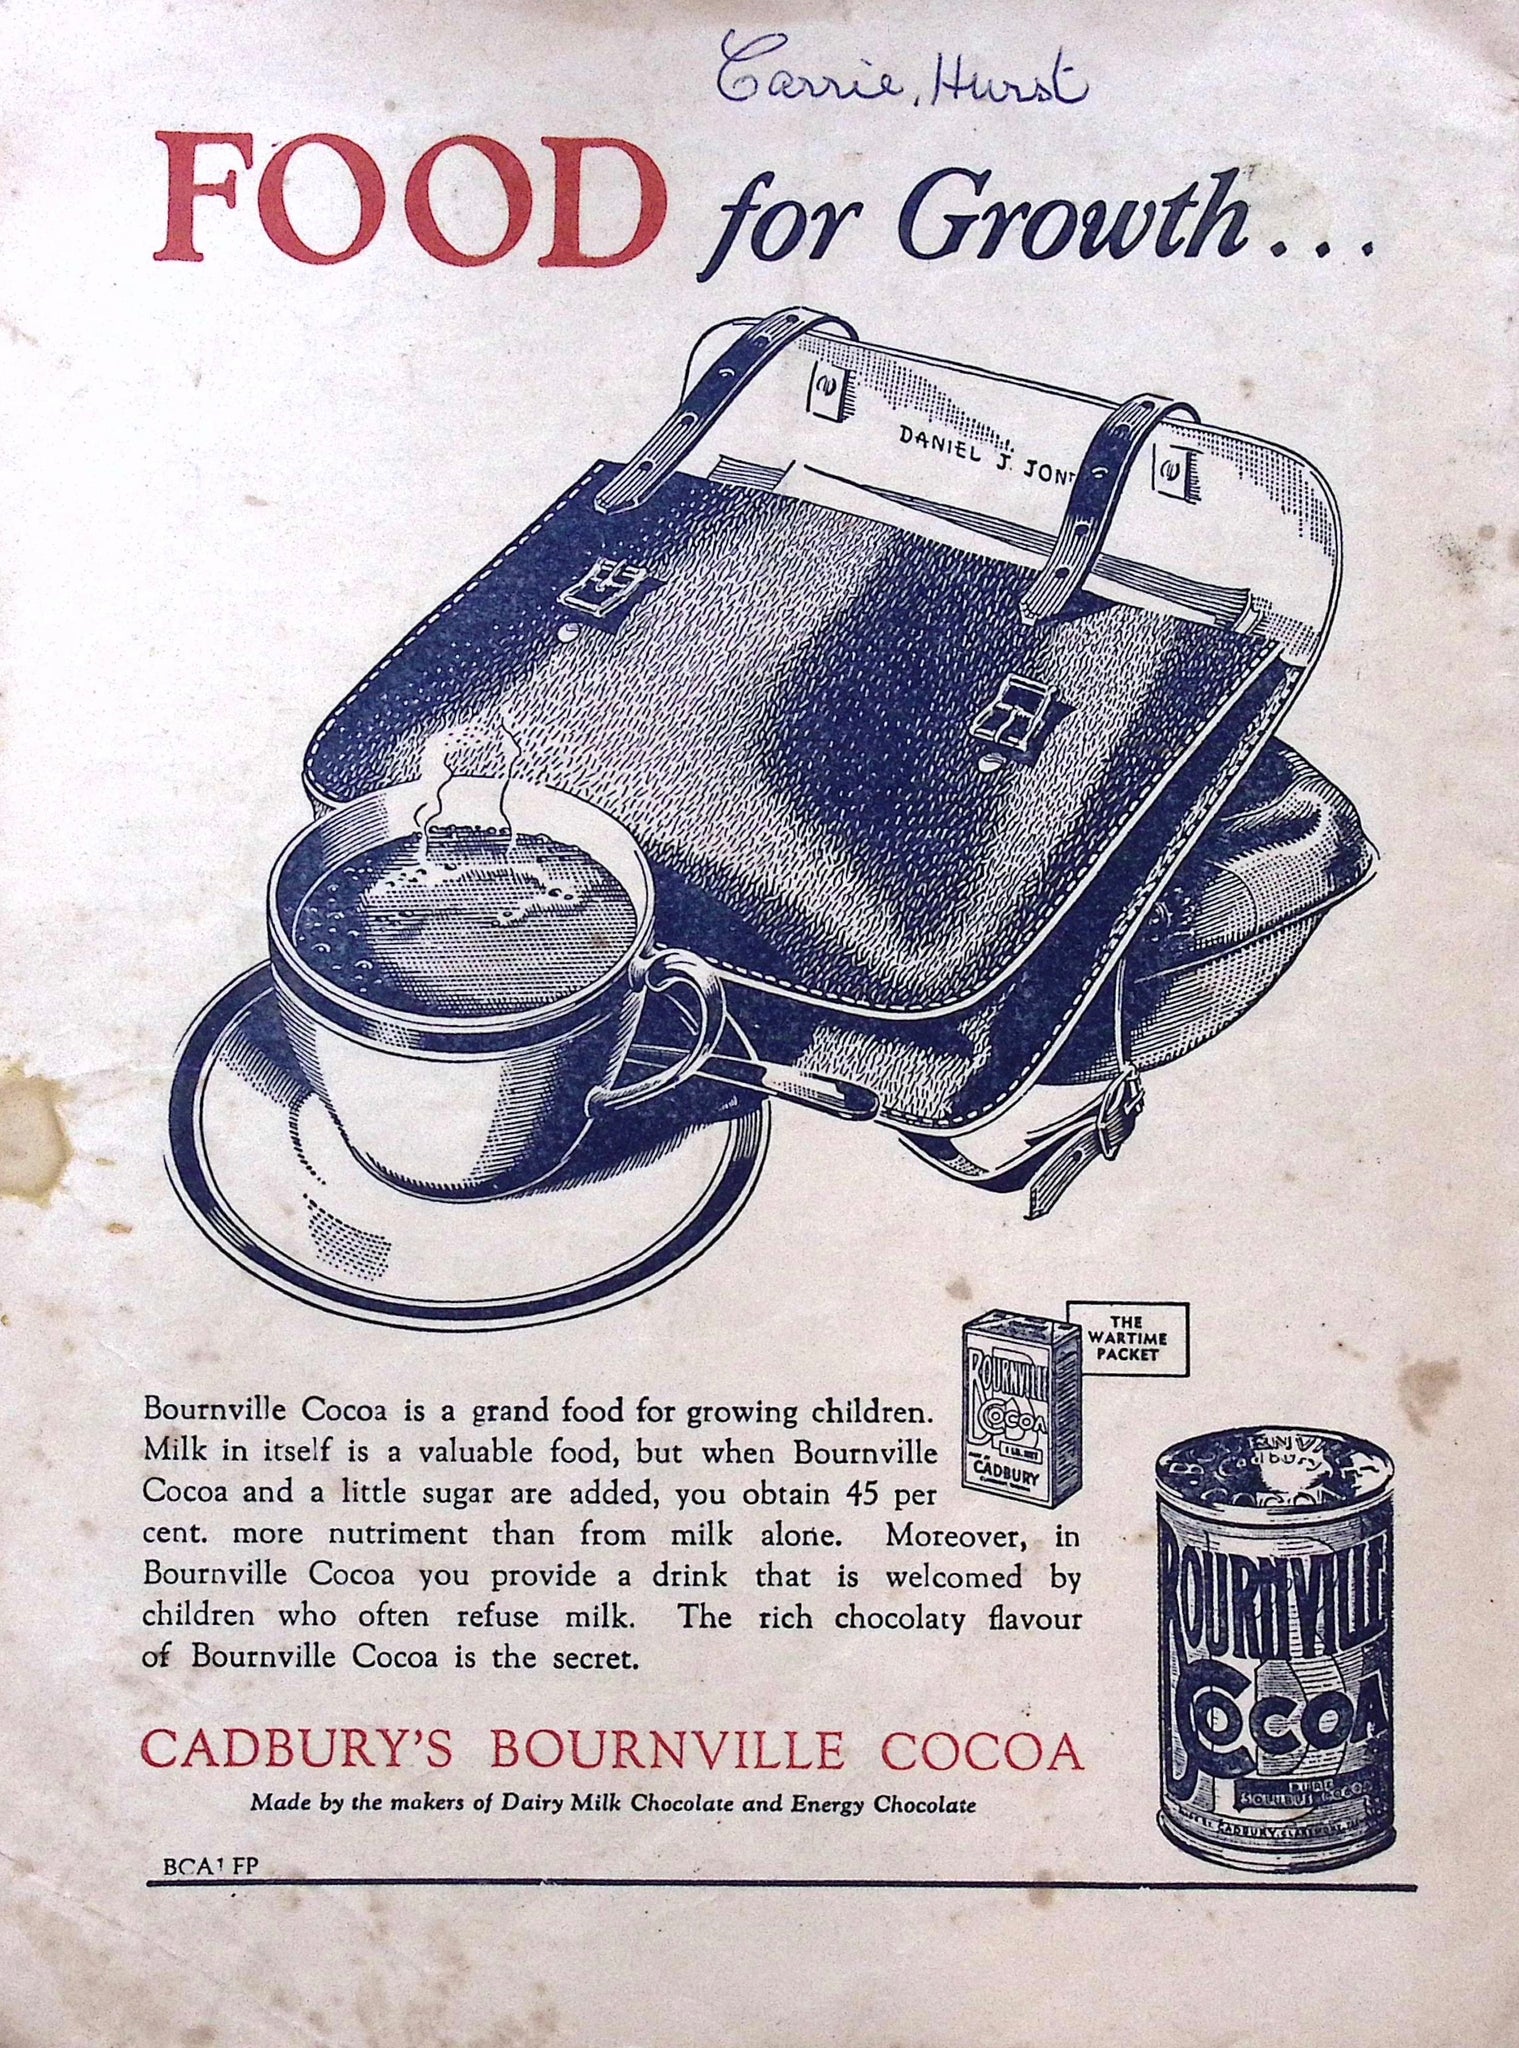 Carrie, Hurst
FOOD for Growth...
DANIEL J. JON
THE
WARTIME
PACKET
BOURNVILLE
COCOA
1 LB. NET
CADBURY
Bournville Cocoa is a grand food for growing children.
Milk in itself is a valuable food, but when Bournville
Cocoa and a little sugar are added, you obtain 45 per
cent. more nutriment than from milk alone. Moreover, in
Bournville Cocoa you provide a drink that is welcomed by
children who often refuse milk. The rich chocolaty flavour
of Bournville Cocoa is the secret.
BOURNVILLE
COCOA
PURE
CADBURY
CADBURY'S BOURNVILLE COCOA
Made by the makers of Dairy Milk Chocolate and Energy Chocolate
BCA1 FP